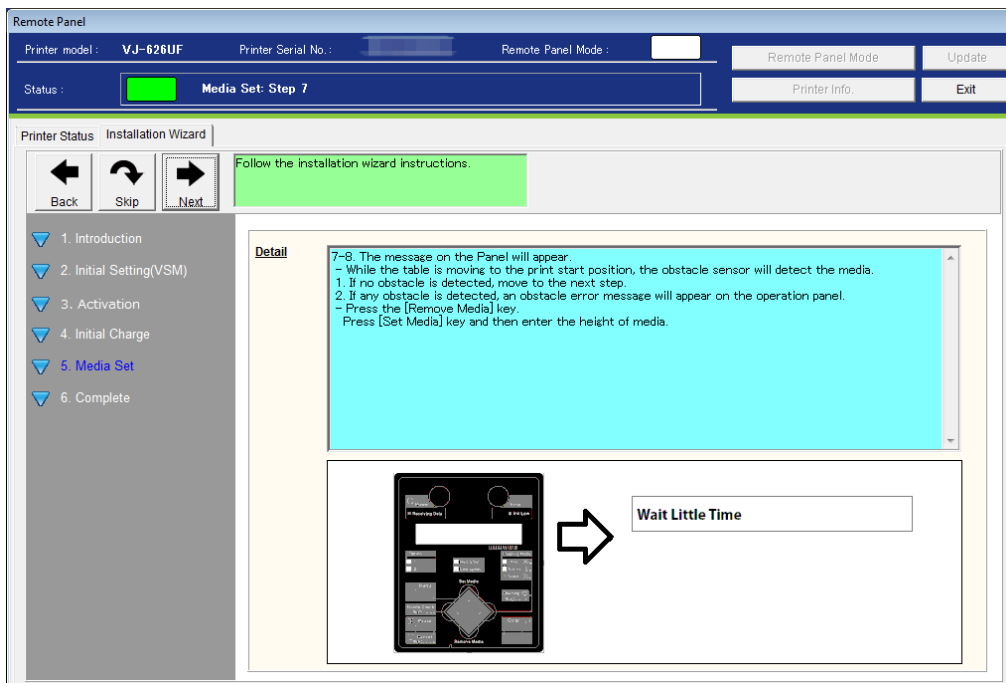 Remote Panel
Printer model : VJ-626UF Printer Serial No. : Remote Panel Mode :
Remote Panel Mode Update
Status : Media Set: Step 7
Printer Info. Exit
Printer Status Installation Wizard
Back Skip Next
Follow the installation wizard instructions.
1. Introduction
2. Initial Setting(VSM)
3. Activation
4. Initial Charge
5. Media Set
6. Complete
Detail
7-8. The message on the Panel will appear.
- While the table is moving to the print start position, the obstacle sensor will detect the media.
1. If no obstacle is detected, move to the next step.
2. If any obstacle is detected, an obstacle error message will appear on the operation panel.
- Press the [Remove Media] key.
Press [Set Media] key and then enter the height of media.
Receiving Data
Set Media
Remove Media
Wait Little Time